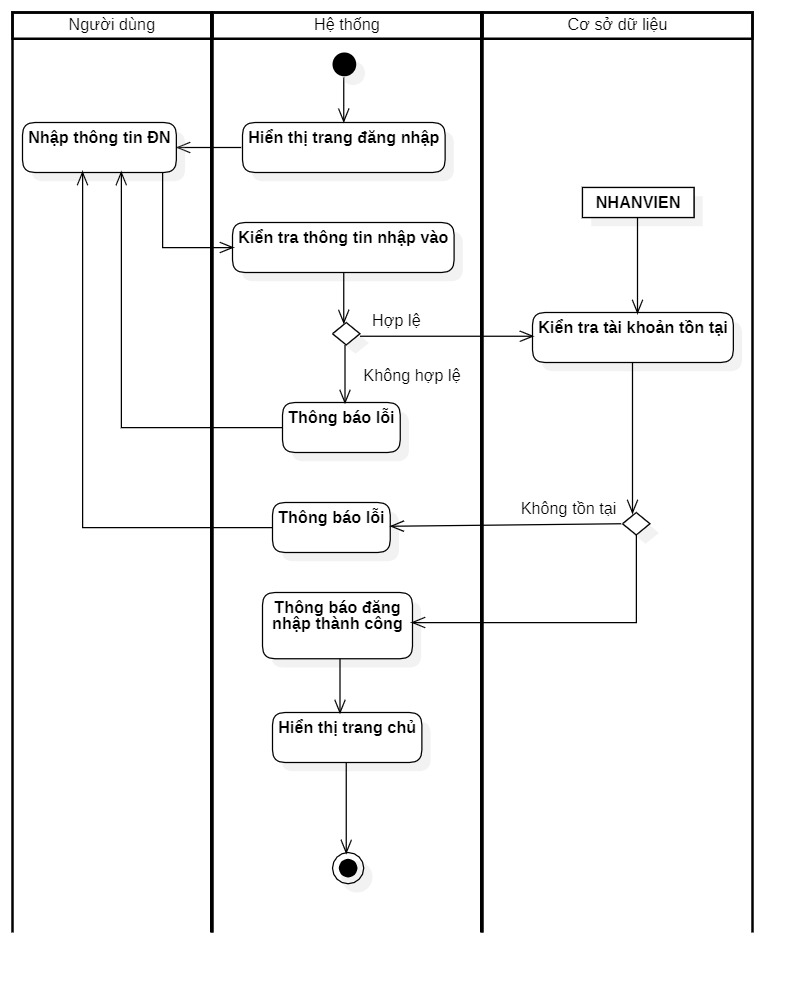 Người dùng
Hệ thống
Cơ sở dữ liệu
Nhập thông tin ĐN
Hiển thị trang đăng nhập
NHANVIEN
Kiển tra thông tin nhập vào
Hợp lệ
Kiển tra tài khoản tồn tại
Không hợp lệ
Thông báo lỗi
Không tồn tại
Thông báo lỗi
Thông báo đăng
nhập thành công
Hiển thị trang chủ